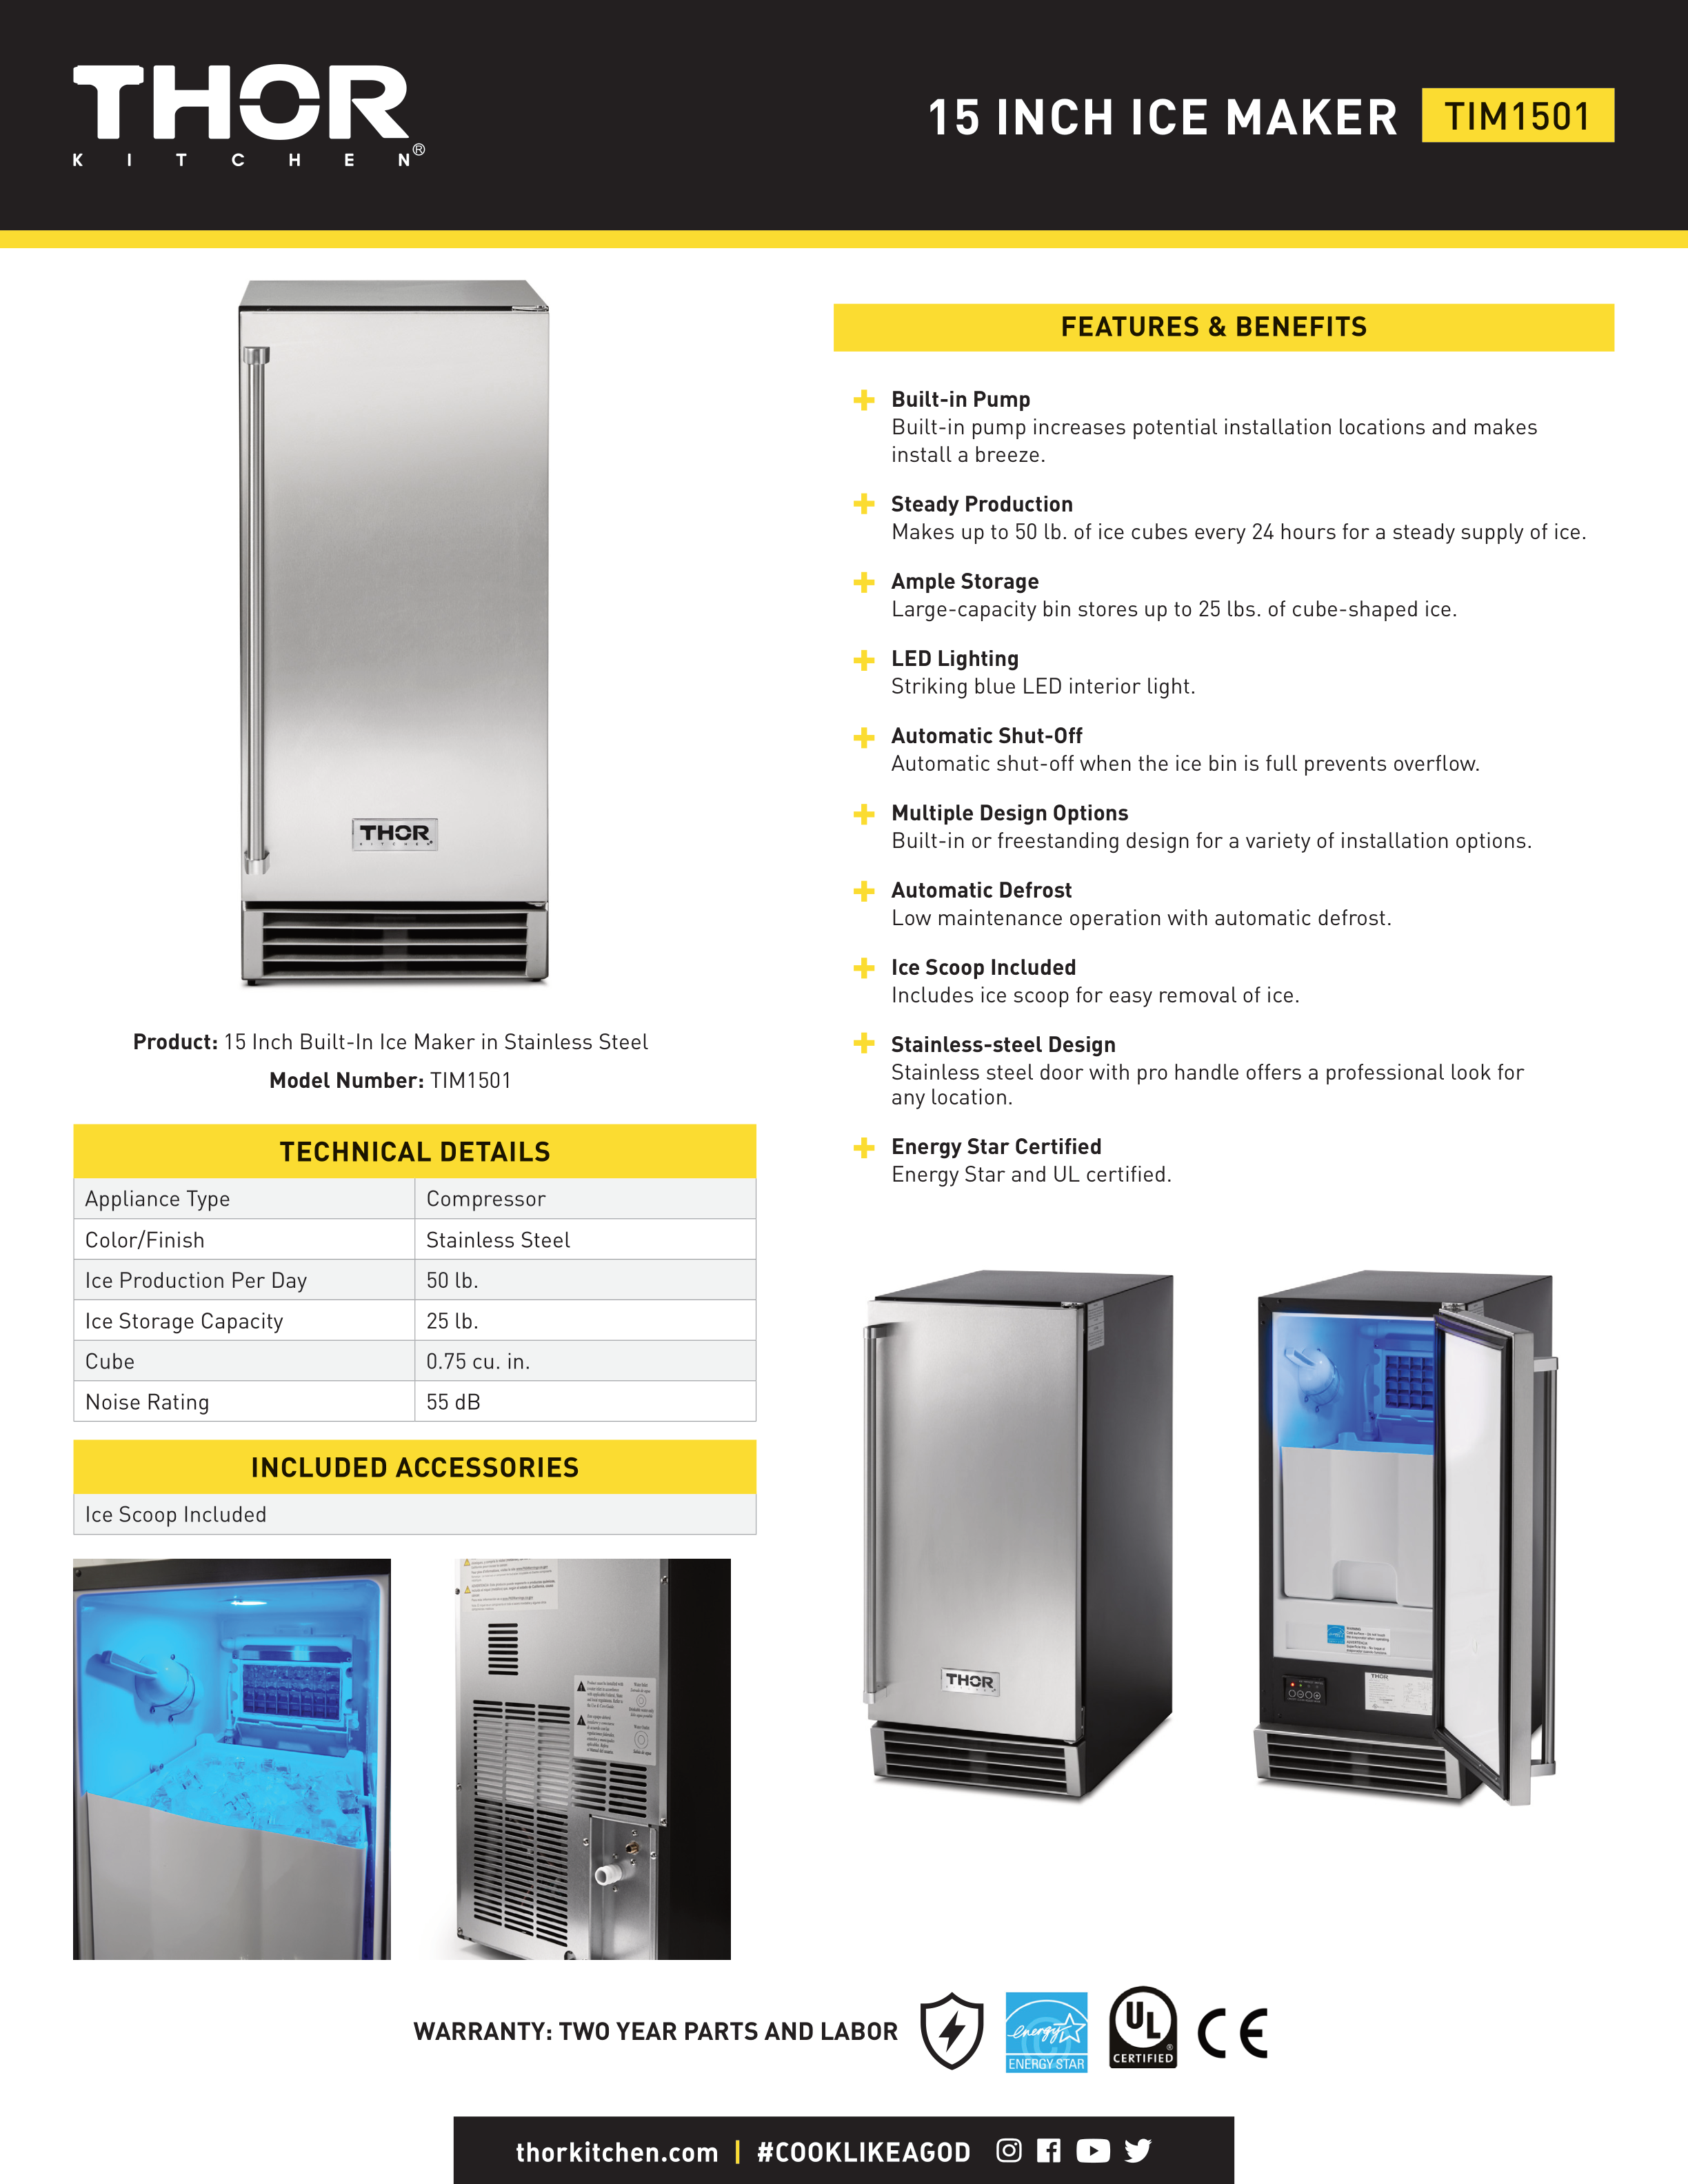 THOR
KITCHEN®
15 INCH ICE MAKER TIM1501
THOR
KITCHEN
Product: 15 Inch Built-In Ice Maker in Stainless Steel
Model Number: TIM1501
TECHNICAL DETAILS
Appliance Type Compressor
Color/Finish Stainless Steel
Ice Production Per Day 50 lb.
Ice Storage Capacity 25 lb.
Cube 0.75 cu. in.
Noise Rating 55 dB
INCLUDED ACCESSORIES
Ice Scoop Included
FEATURES & BENEFITS
Built-in Pump
Built-in pump increases potential installation locations and makes
install a breeze.
Steady Production
Makes up to 50 lb. of ice cubes every 24 hours for a steady supply of ice.
Ample Storage
Large-capacity bin stores up to 25 lbs. of cube-shaped ice.
LED Lighting
Striking blue LED interior light.
Automatic Shut-Off
Automatic shut-off when the ice bin is full prevents overflow.
Multiple Design Options
Built-in or freestanding design for a variety of installation options.
Automatic Defrost
Low maintenance operation with automatic defrost.
Ice Scoop Included
Includes ice scoop for easy removal of ice.
Stainless-steel Design
Stainless steel door with pro handle offers a professional look for
any location.
Energy Star Certified
Energy Star and UL certified.
THOR
THOR
WARRANTY: TWO YEAR PARTS AND LABOR
energy
ENERGY STAR
UL
®
CERTIFIED
CE
thorkitchen.com | #COOKLIKEAGOD